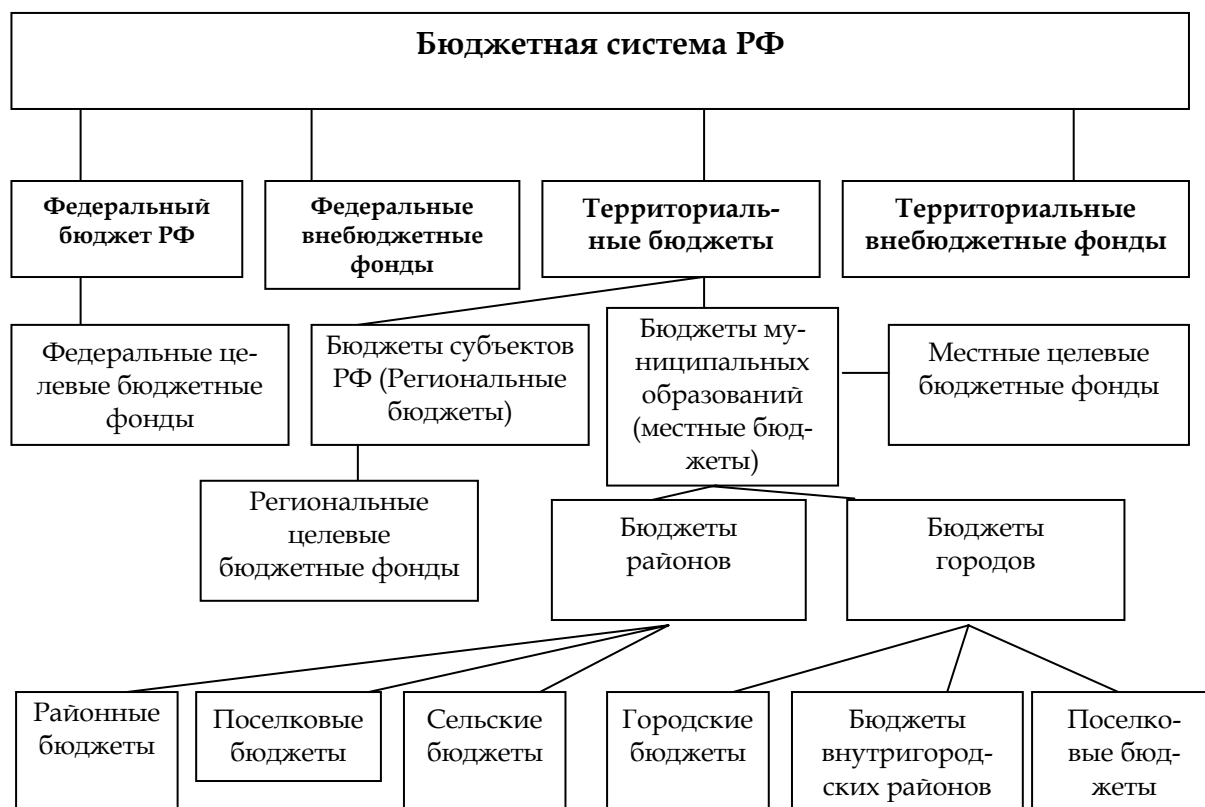 Бюджетная система РФ
Федеральный
бюджет РФ
Федеральные
внебюджетные
фонды
Территориаль-
ные бюджеты
Территориальные
внебюджетные фонды
Федеральные це-
левые бюджетные
фонды
Бюджеты субъектов
РФ (Региональные
бюджеты)
Бюджеты му-
ниципальных
образований
(местные бюд-
жеты)
Местные целевые
бюджетные фонды
Региональные
целевые
бюджетные фонды
Бюджеты
районов
Бюджеты
городов
Районные
бюджеты
Поселковые
бюджеты
Сельские
бюджеты
Городские
бюджеты
Бюджеты
внутригород-
ских районов
Поселко-
вые бюд-
жеты